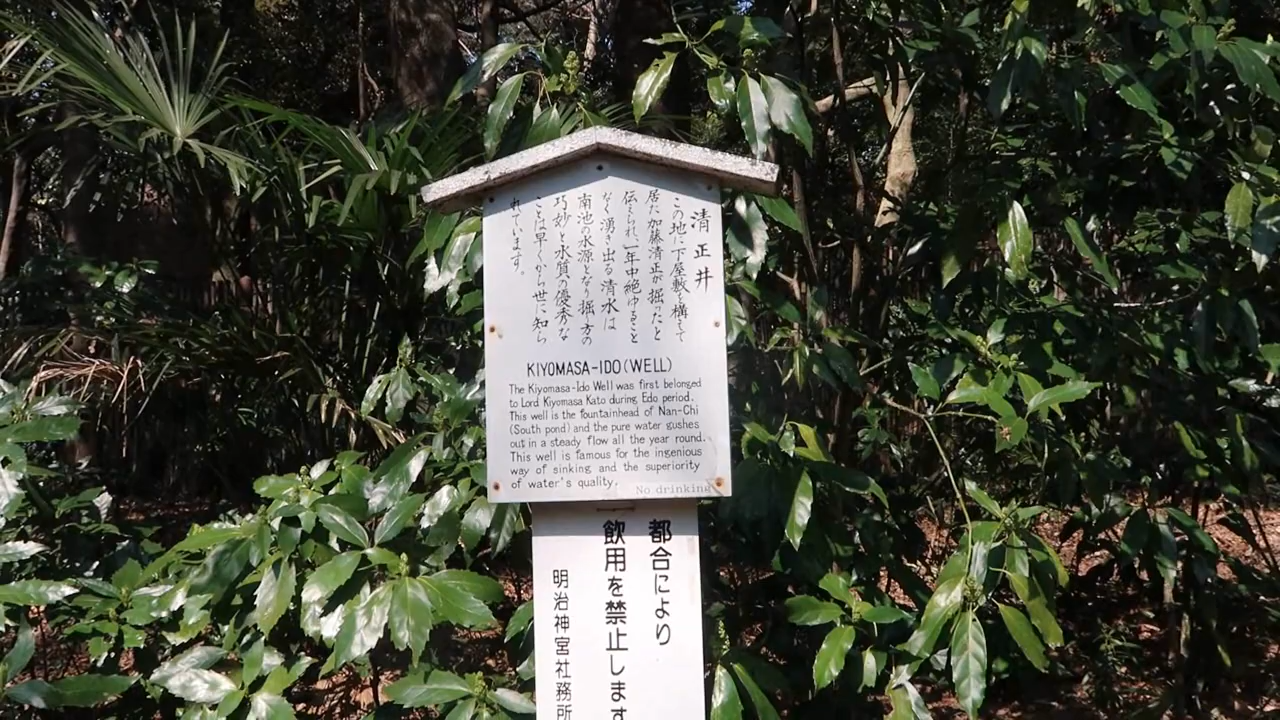 清正井
この地に下屋敷を構えて
居た加藤清正が掘ったと
伝えられ、一年中絶ゆること
なく湧き出る清水は
南池の水源となり掘り方の
巧妙と水質の優秀な
ことは早くから世に知ら
れています。
KIYOMASA-IDO (WELL)
The Kiyomasa-Ido Well was first belonged
to Lord Kiyomasa Kato during Edo period.
This well is the fountainhead of Nan-Chi
(South pond) and the pure water gushes
out in a steady flow all the year round.
This well is famous for the ingenious
way of sinking and the superiority
of water's quality.
No drinking
都合により
飲用を禁止します
明治神宮社務所